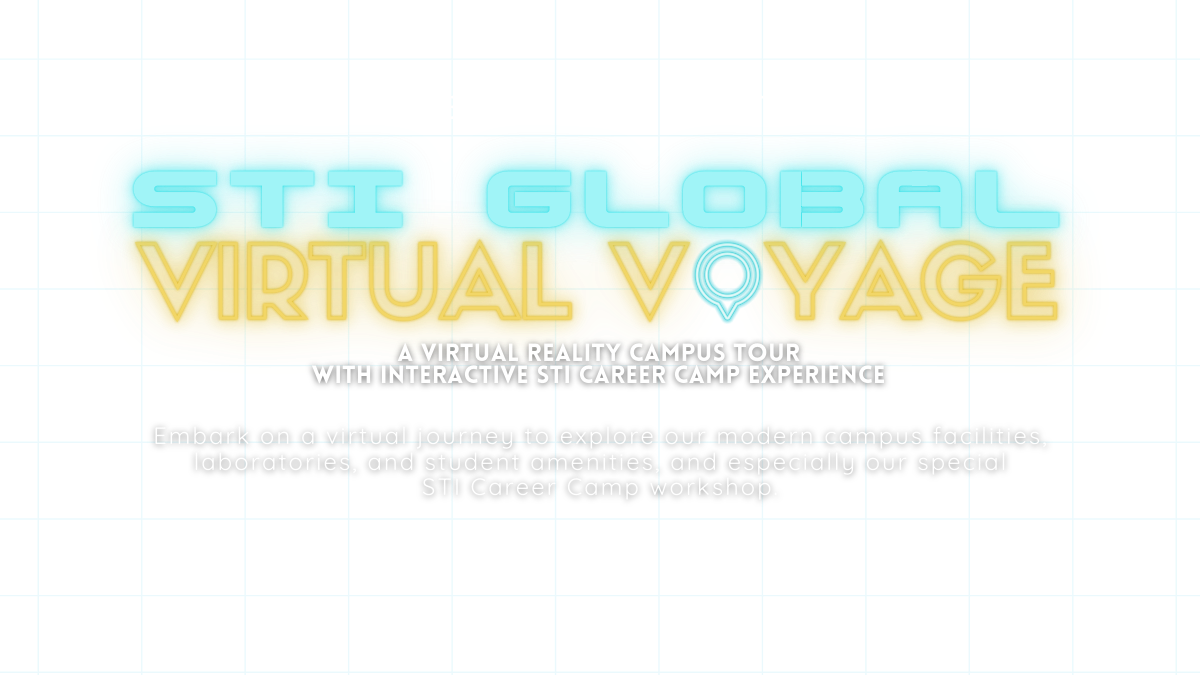 STI GLOBAL
VIRTUAL VOYAGE
A VIRTUAL REALITY CAMPUS TOUR
WITH INTERACTIVE STI CAREER CAMP EXPERIENCE
Embark on a virtual journey to explore our modern campus facilities,
laboratories, and student amenities, and especially our special
STI Career Camp workshop.